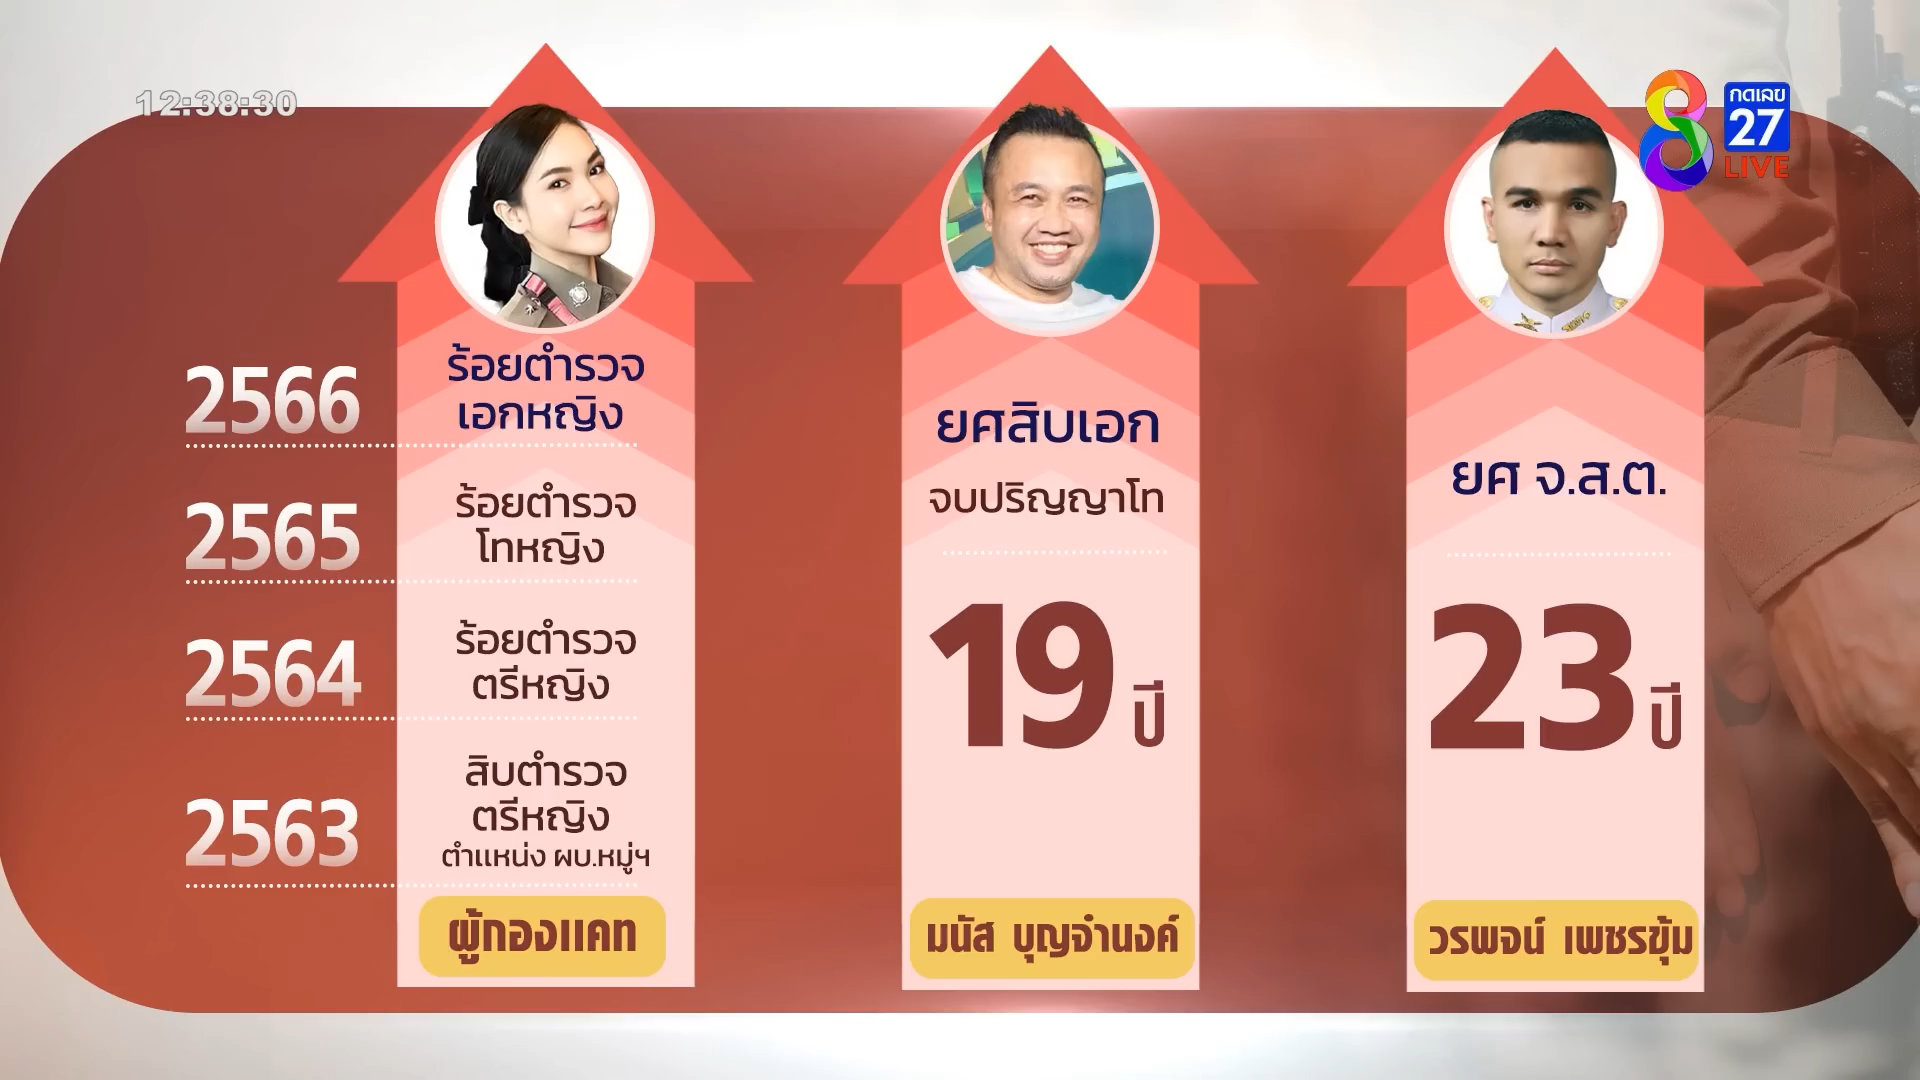 12:38:30
กดเลข
27
LIVE
2566
ร้อยตำรวจ
เอกหญิง
2565
ร้อยตำรวจ
โทหญิง
2564
ร้อยตำรวจ
ตรีหญิง
2563
สิบตำรวจ
ตรีหญิง
ตำแหน่ง ผบ.หมู่ฯ
ผู้กองแคท
ยศสิบเอก
จบปริญญาโท
19 ปี
มนัส บุญจำนงค์
ยศ จ.ส.ต.
23 ปี
วรพจน์ เพชรขุ้ม